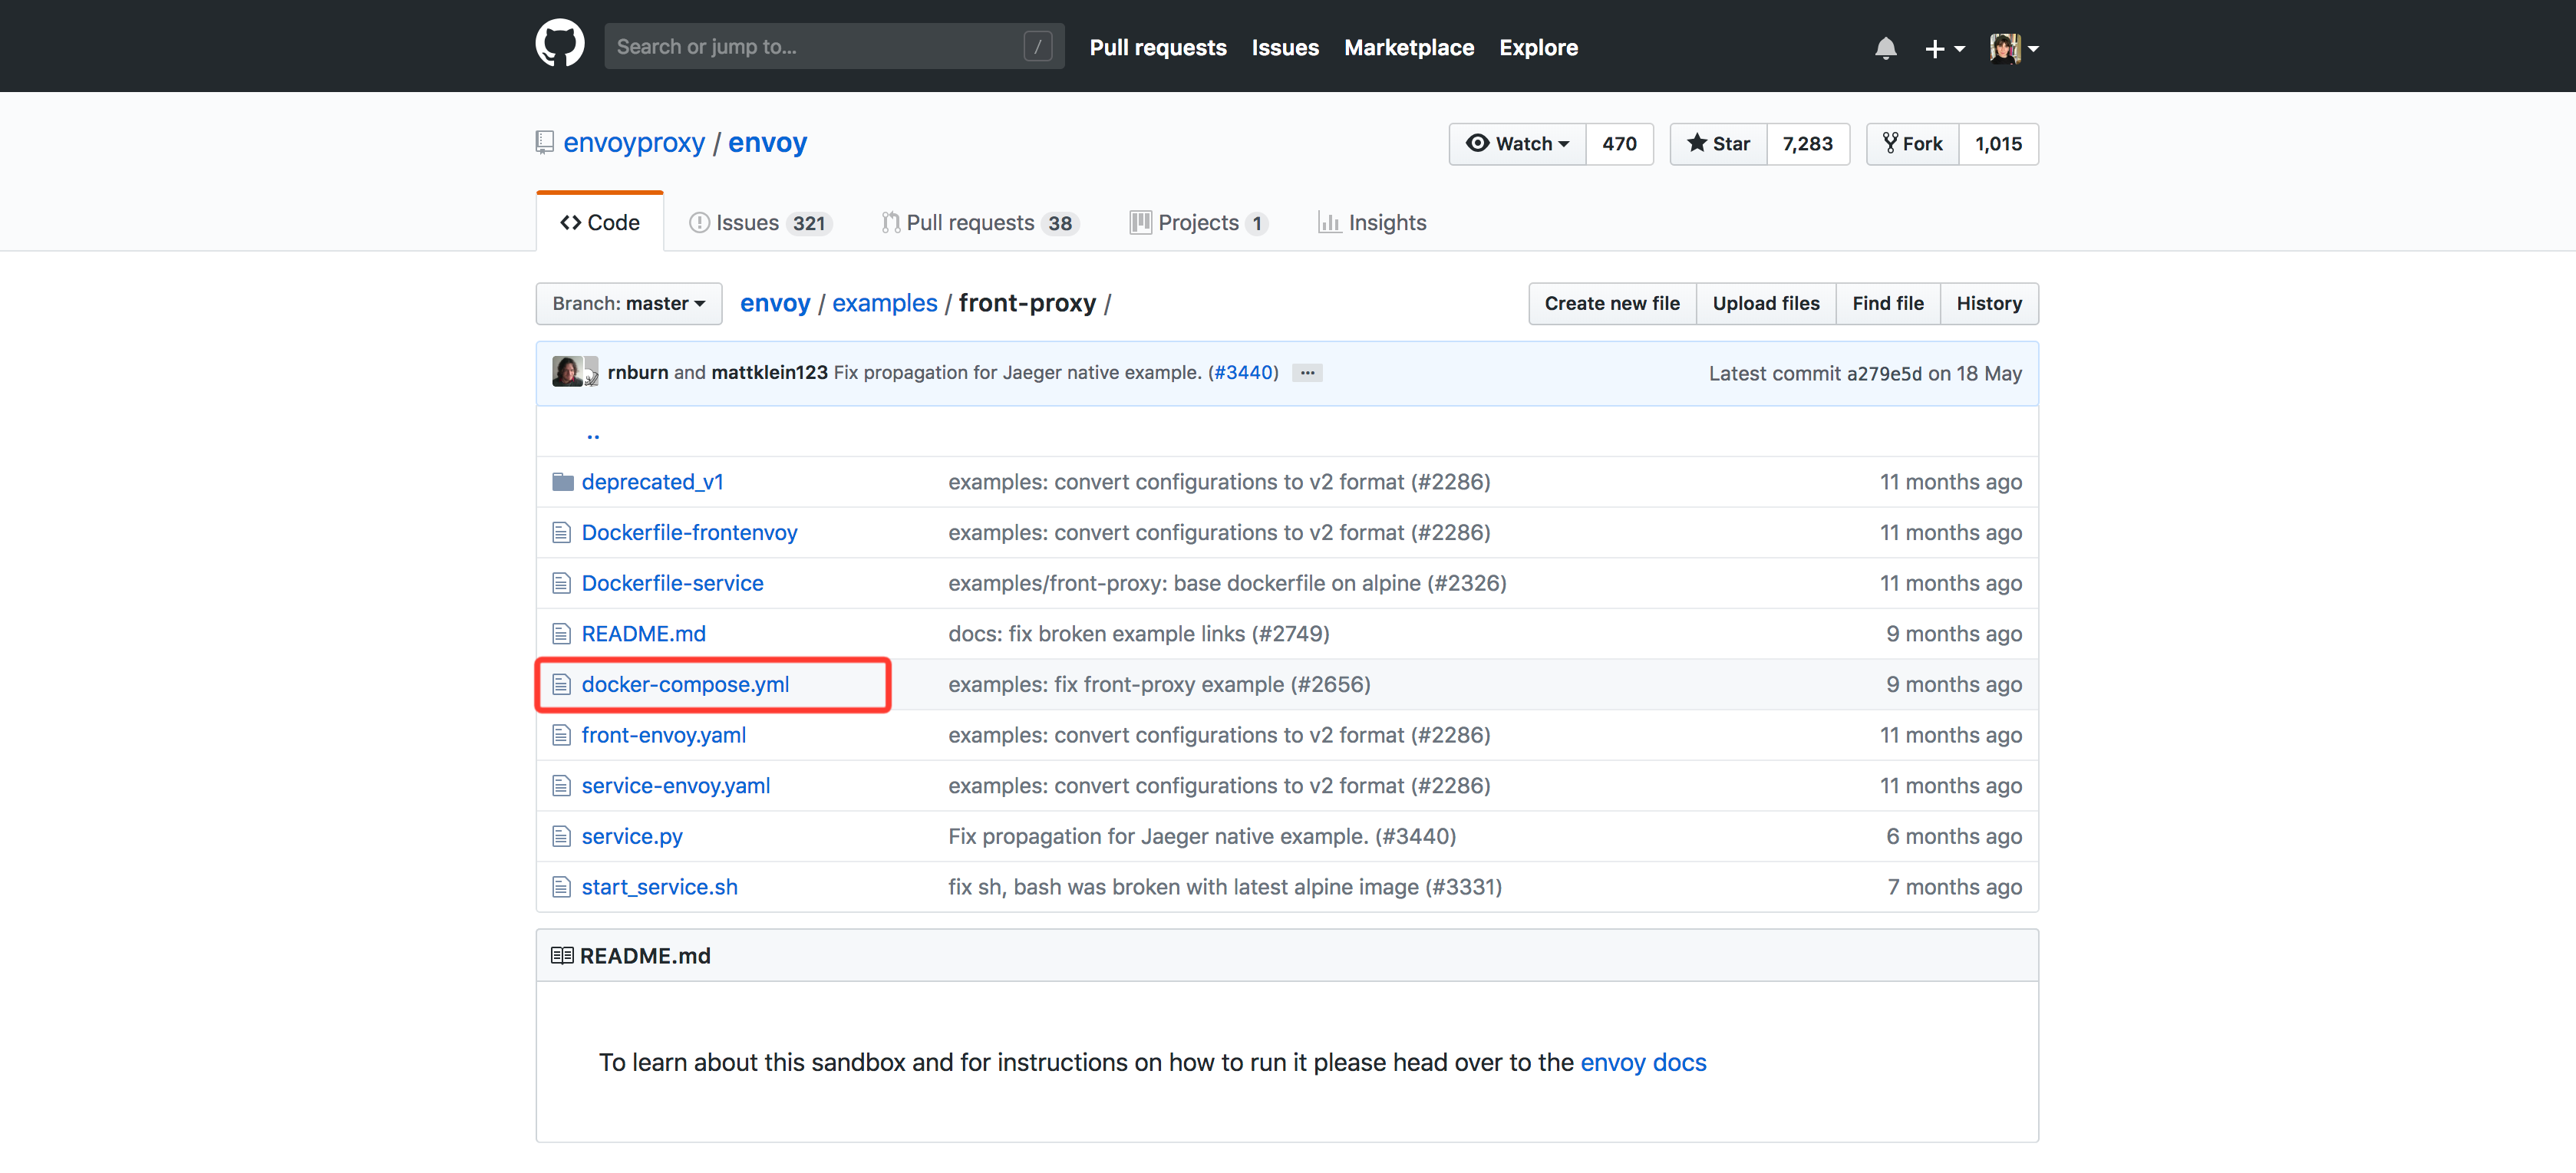 Search or jump to... / Pull requests Issues Marketplace Explore
envoyproxy / envoy Watch 470 Star 7,283 Fork 1,015
Code Issues 321 Pull requests 38 Projects 1 Insights
Branch: master envoy / examples / front-proxy / Create new file Upload files Find file History
rnburn and mattklein123 Fix propagation for Jaeger native example. (#3440) ... Latest commit a279e5d on 18 May
..
deprecated_v1 examples: convert configurations to v2 format (#2286) 11 months ago
Dockerfile-frontenvoy examples: convert configurations to v2 format (#2286) 11 months ago
Dockerfile-service examples/front-proxy: base dockerfile on alpine (#2326) 11 months ago
README.md docs: fix broken example links (#2749) 9 months ago
docker-compose.yml examples: fix front-proxy example (#2656) 9 months ago
front-envoy.yaml examples: convert configurations to v2 format (#2286) 11 months ago
service-envoy.yaml examples: convert configurations to v2 format (#2286) 11 months ago
service.py Fix propagation for Jaeger native example. (#3440) 6 months ago
start_service.sh fix sh, bash was broken with latest alpine image (#3331) 7 months ago
README.md
To learn about this sandbox and for instructions on how to run it please head over to the envoy docs